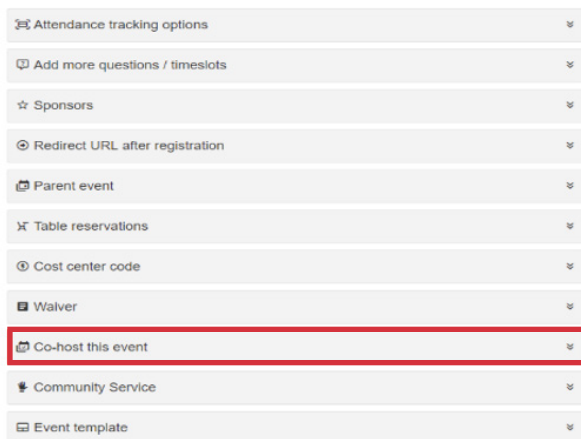 Attendance tracking options
Add more questions / timeslots
Sponsors
Redirect URL after registration
Parent event
Table reservations
Cost center code
Waiver
Co-host this event
Community Service
Event template